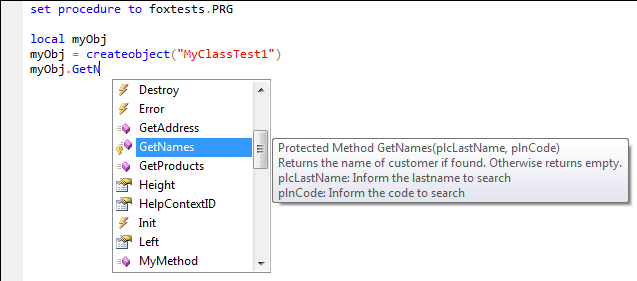 set procedure to foxtests.PRG
local myObj
myObj = createobject("MyClassTest1")
myObj.GetN
Destroy
Error
GetAddress
GetNames
GetProducts
Height
HelpContextID
Init
Left
MyMethod
Protected Method GetNames(plcLastName, plnCode)
Returns the name of customer if found. Otherwise returns empty.
plcLastName: Inform the lastname to search
plnCode: Inform the code to search